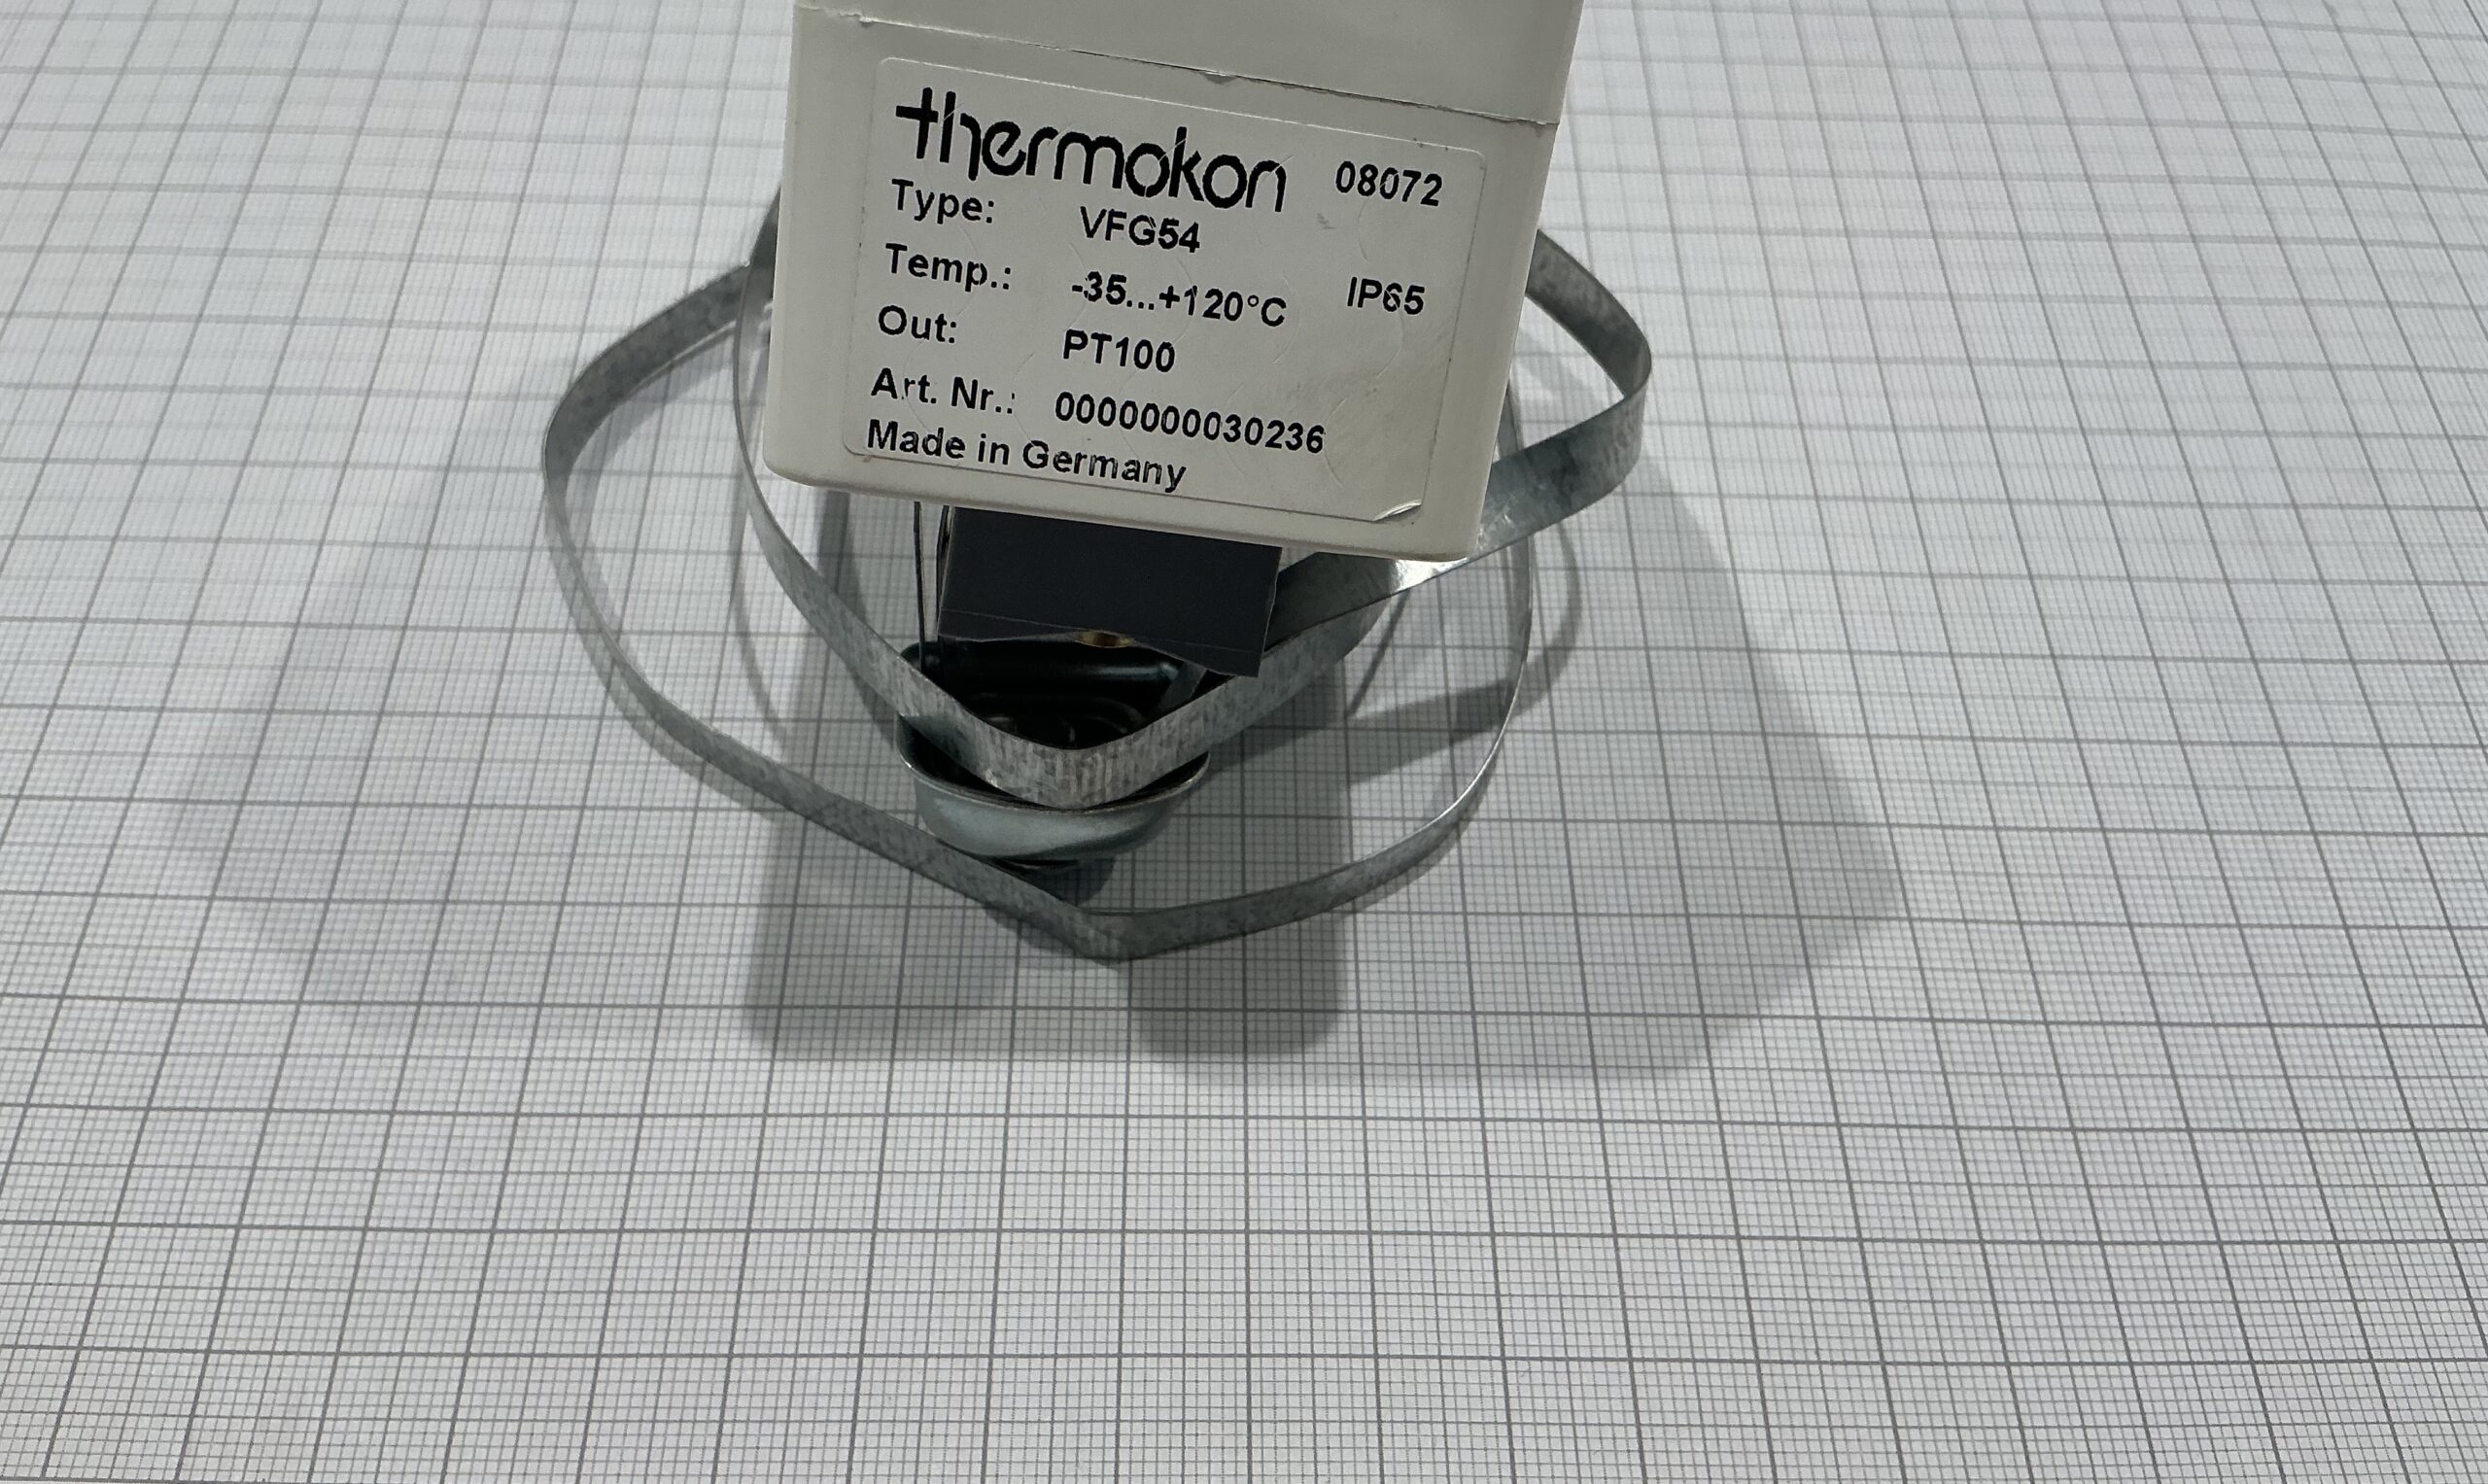 thermokon 08072
Type: VFG54
Temp.: -35...+120°C IP65
Out: PT100
Art. Nr.: 0000000030236
Made in Germany